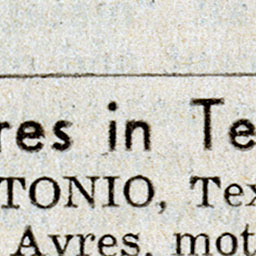 res in Te
TONIO, Tex
Ayres, mot